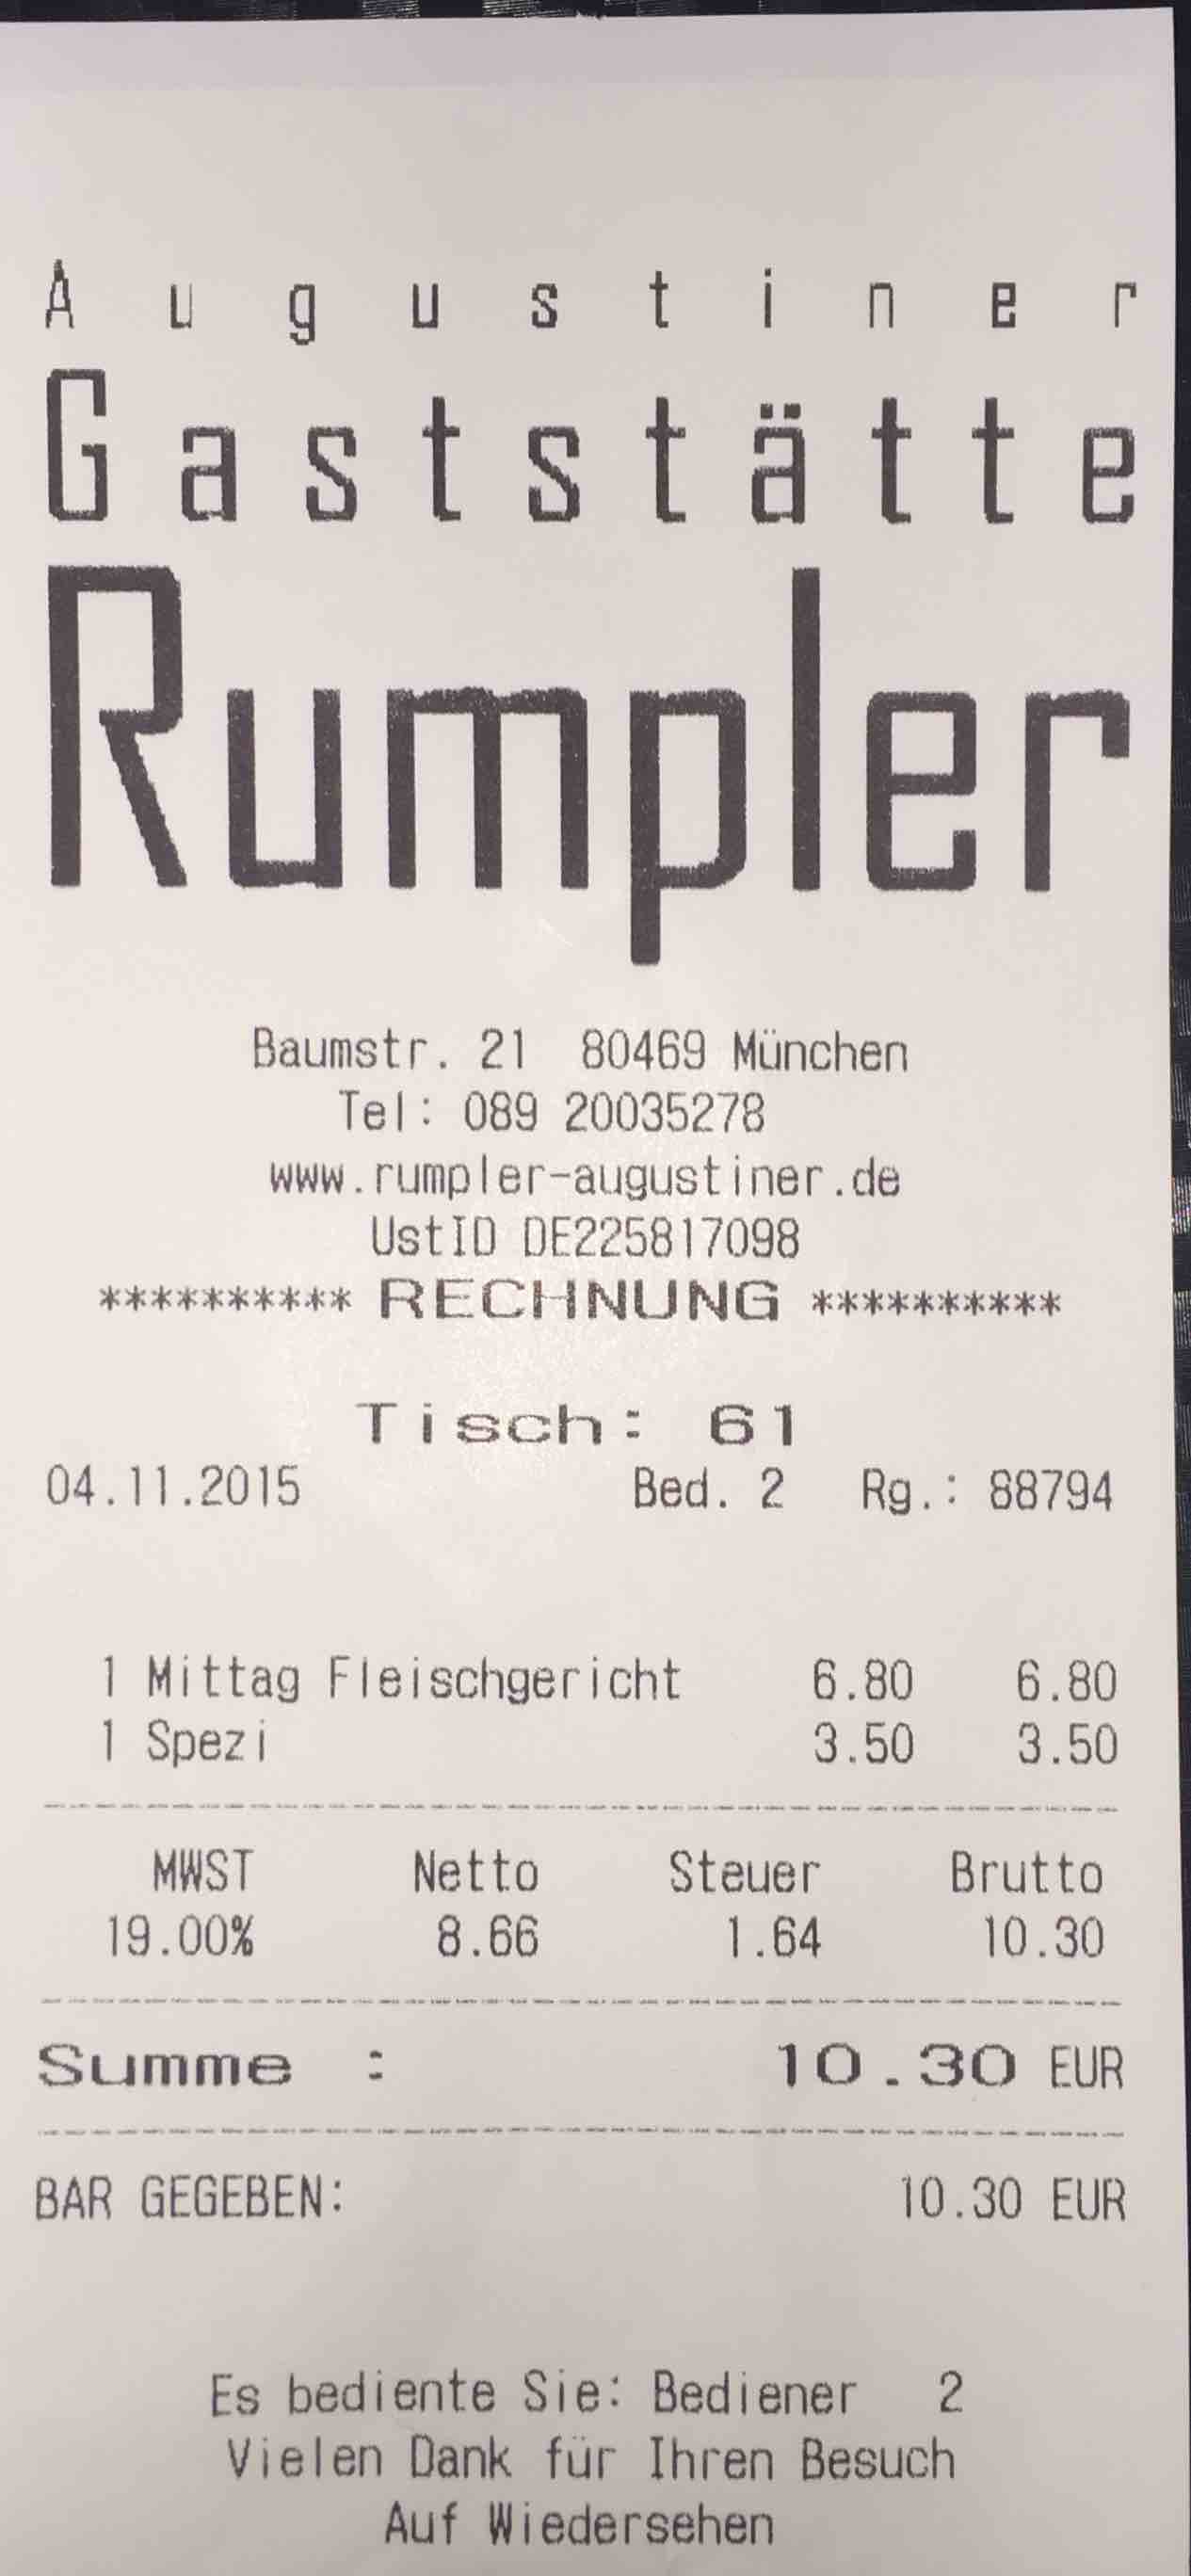 Augustiner
Gaststätte
Rumpler
Baumstr. 21 80469 München
Tel: 089 20035278
www.rumpler-augustiner.de
UstID DE225817098
********** RECHNUNG **********
Tisch: 61
04.11.2015 Bed. 2 Rg.: 88794
1 Mittag Fleischgericht 6.80 6.80
1 Spezi 3.50 3.50
MWST Netto Steuer Brutto
19.00% 8.66 1.64 10.30
Summe : 10.30 EUR
BAR GEGEBEN: 10.30 EUR
Es bediente Sie: Bediener 2
Vielen Dank für Ihren Besuch
Auf Wiedersehen